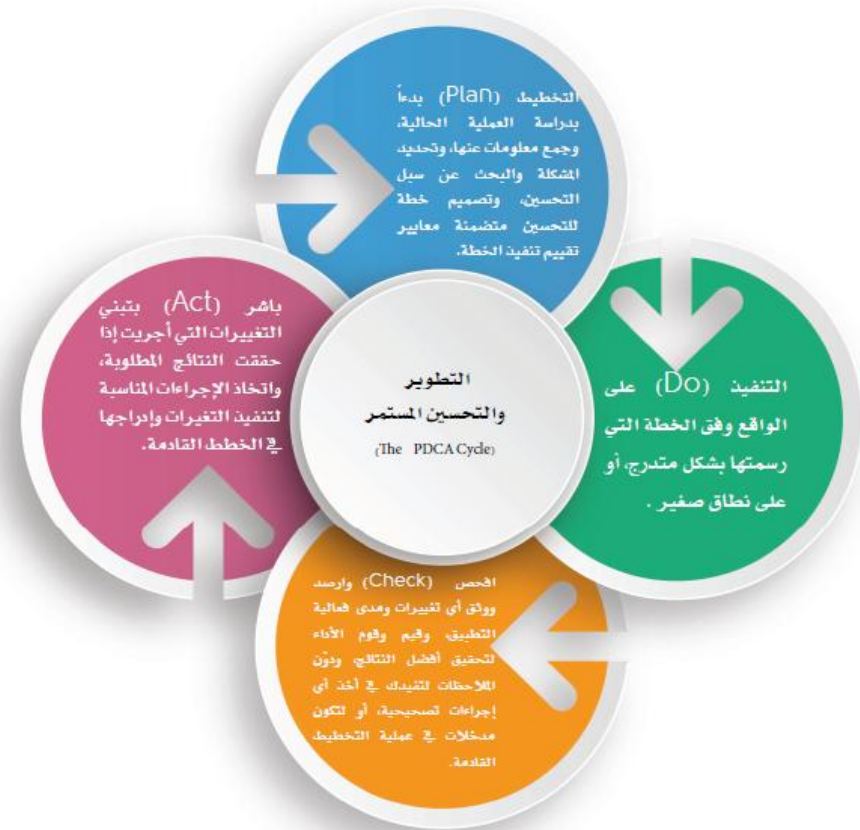 التخطيط (Plan) بدءاً
بدراسة العملية الحالية،
وجمع معلومات عنها، وتحديد
المشكلة والبحث عن سبل
التحسين، وتصميم خطة
للتحسين متضمنة معايير
تقييم تنفيذ الخطة.
التنفيذ (Do) على
الواقع وفق الخطة التي
رسمتها بشكل متدرج، أو
على نطاق صغير .
افحص (Check) وارصد
ووثق أي تغييرات ومدى فعالية
التطبيق، وقيم وقوم الأداء
لتحقيق أفضل النتائج، ودوّن
الملاحظات لتفيدك في أخذ أي
إجراءات تصحيحية، أو لتكون
مدخلات في عملية التخطيط
القادمة.
باشر (Act) بتبني
التغييرات التي أجريت إذا
حققت النتائج المطلوبة،
واتخاذ الإجراءات المناسبة
لتنفيذ التغيرات وإدراجها
في الخطط القادمة.
التطوير
والتحسين المستمر
(The PDCA Cycle)